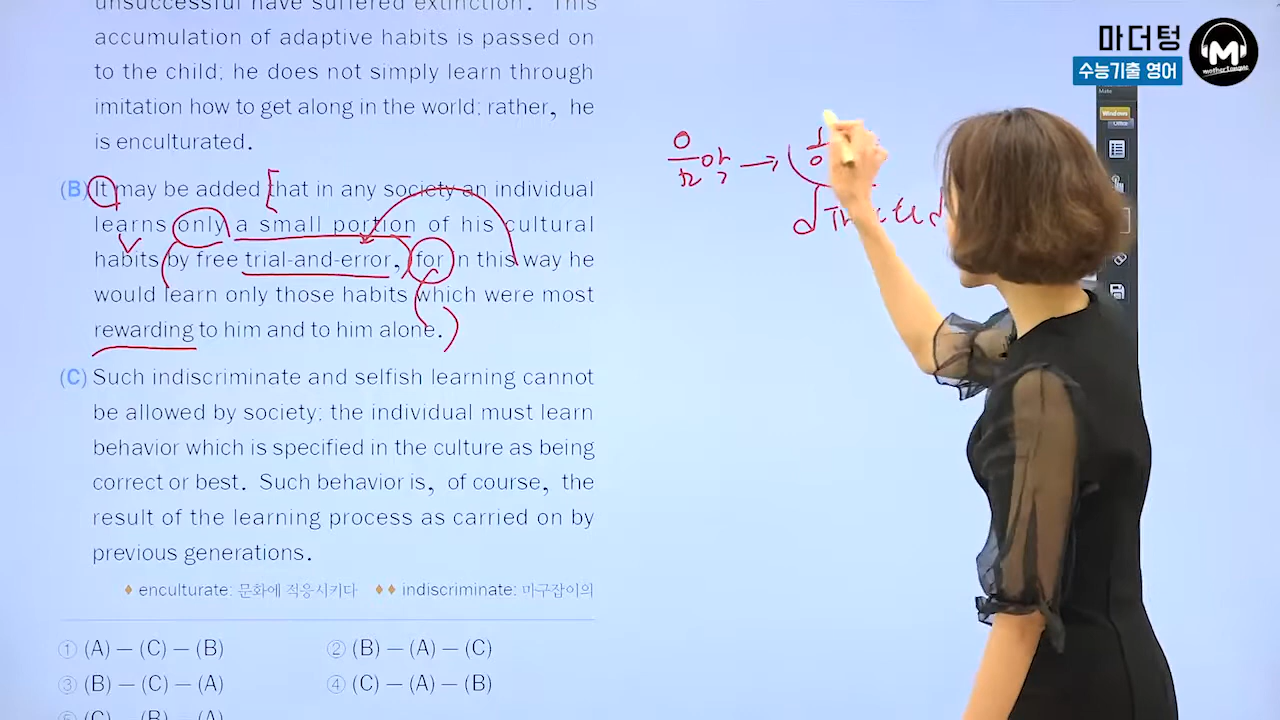 unsuccessful have suffered extinction. This
accumulation of adaptive habits is passed on
to the child; he does not simply learn through
imitation how to get along in the world; rather, he
is enculturated.
(B) It may be added that in any society an individual
learns only a small portion of his cultural
habits by free trial-and-error, for in this way he
would learn only those habits which were most
rewarding to him and to him alone.
(C) Such indiscriminate and selfish learning cannot
be allowed by society; the individual must learn
behavior which is specified in the culture as being
correct or best. Such behavior is, of course, the
result of the learning process as carried on by
previous generations.
♦ enculturate: 문화에 적응시키다 ♦♦ indiscriminate: 마구잡이의
① (A) – (C) – (B) ② (B) – (A) – (C)
③ (B) – (C) – (A) ④ (C) – (A) – (B)
⑤ (C) – (B) – (A)
마더텅
수능기출 영어
M
mother tongue
Windows
Office